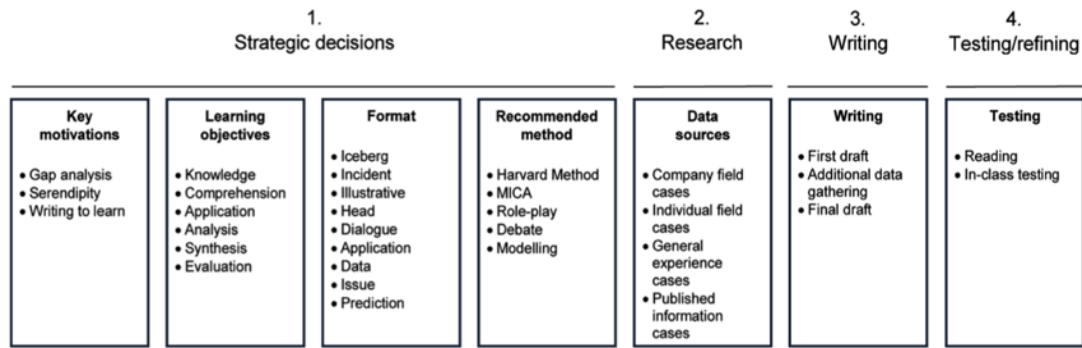 1.
Strategic decisions
2.
Research
3.
Writing
4.
Testing/refining
Key
motivations
• Gap analysis
• Serendipity
• Writing to learn
Learning
objectives
• Knowledge
• Comprehension
• Application
• Analysis
• Synthesis
• Evaluation
Format
• Iceberg
• Incident
• Illustrative
• Head
• Dialogue
• Application
• Data
• Issue
• Prediction
Recommended
method
• Harvard Method
• MICA
• Role-play
• Debate
• Modelling
Data
sources
• Company field
cases
• Individual field
cases
• General
experience
cases
• Published
information
cases
Writing
• First draft
• Additional data
gathering
• Final draft
Testing
• Reading
• In-class testing